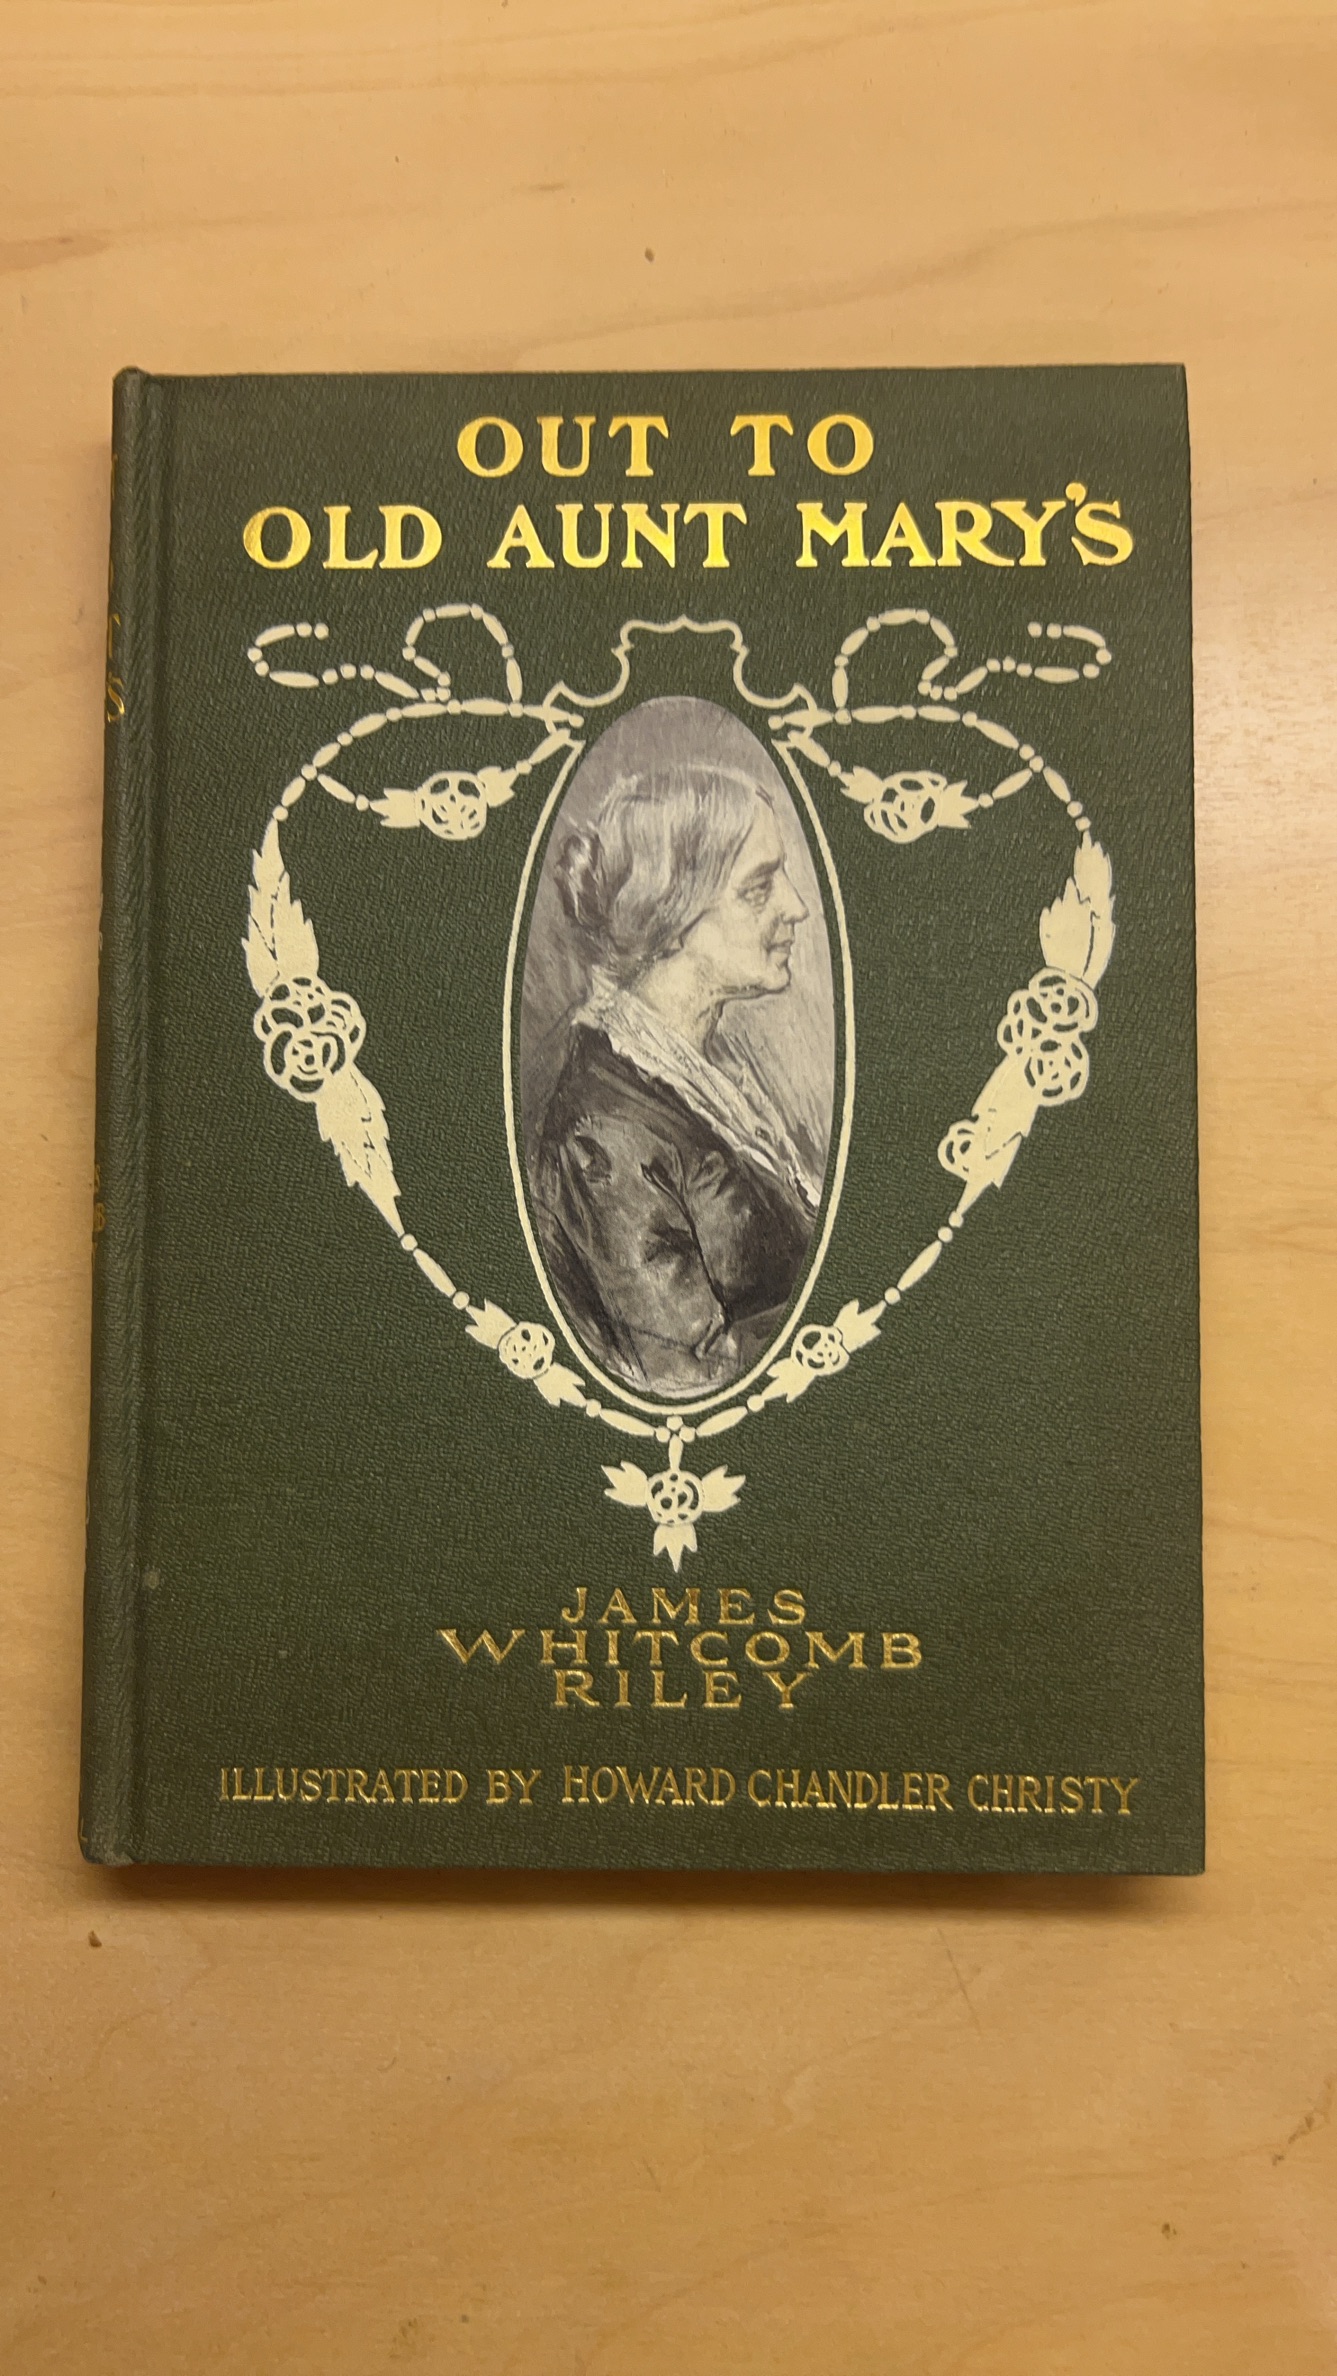 OUT TO
OLD AUNT MARY'S
JAMES
WHITCOMB
RILEY
ILLUSTRATED BY HOWARD CHANDLER CHRISTY